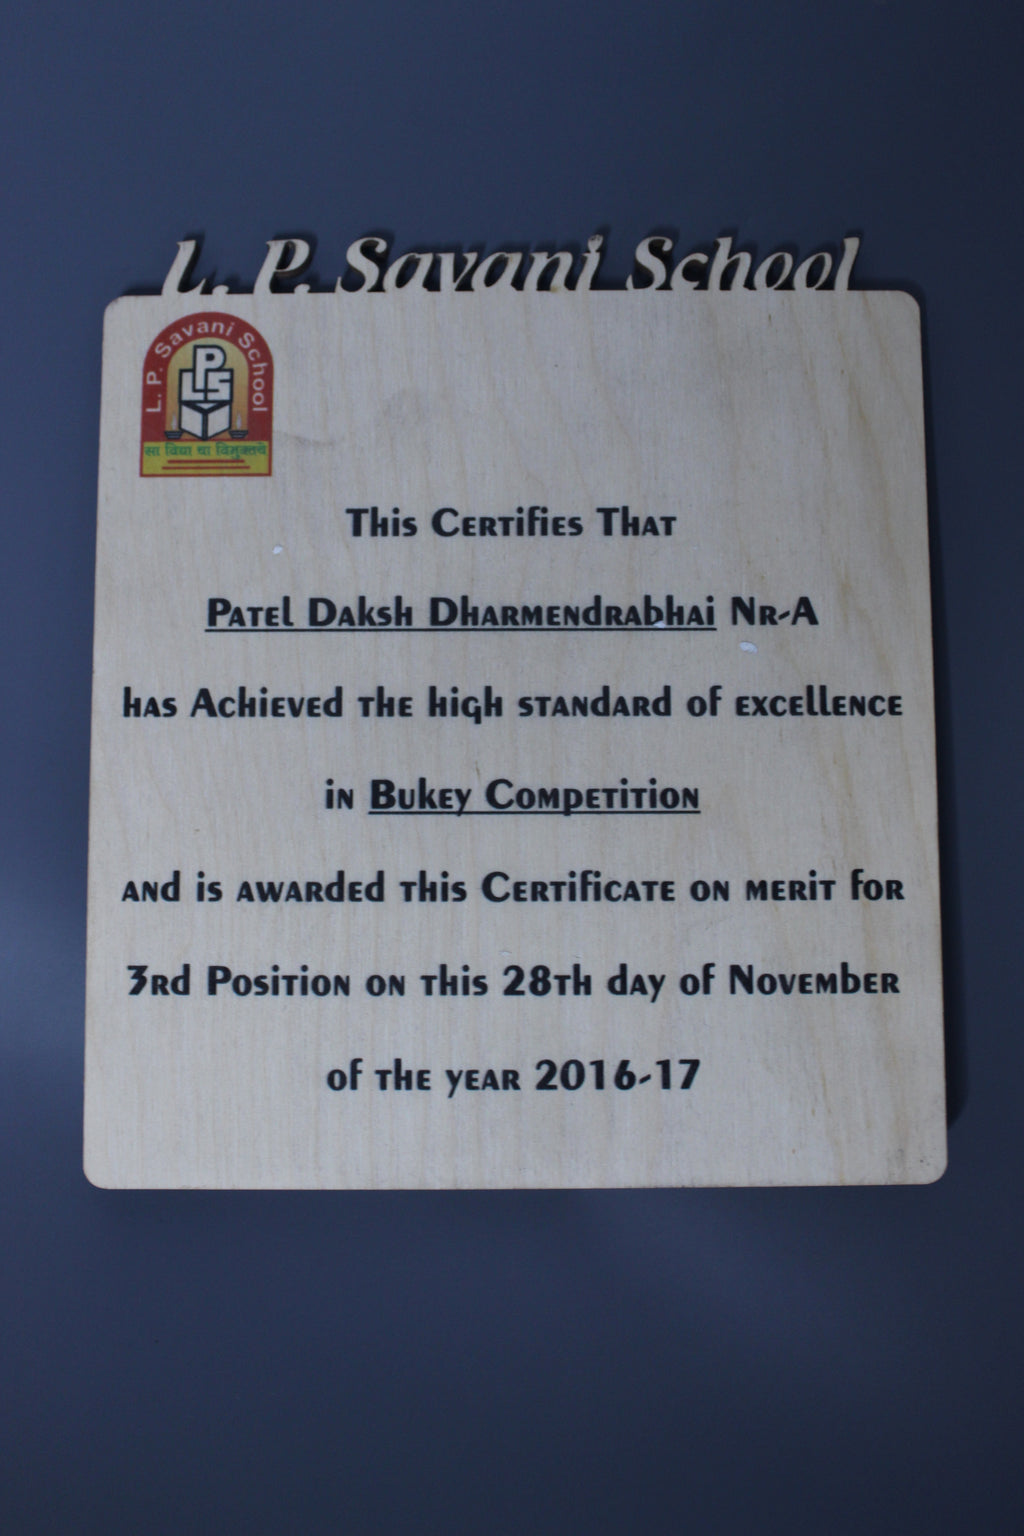 L. P. Savani School
L. P. Savani School
PLS
सा विद्या या विमुक्तये
This Certifies That
Patel Daksh Dharmendrabhai Nr-A
has Achieved the high standard of excellence
in Bukey Competition
and is awarded this Certificate on merit for
3rd Position on this 28th day of November
of the year 2016-17